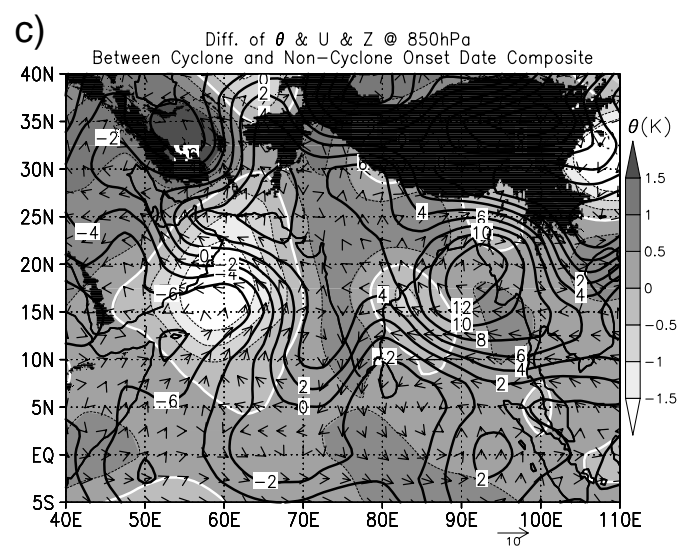 c)
Diff. of θ & U & Z @ 850hPa
Between Cyclone and Non-Cyclone Onset Date Composite
40N
35N
30N
25N
20N
15N
10N
5N
EQ
5S
40E
50E
60E
70E
80E
90E
100E
110E
10
θ(K)
1.5
1
0.5
0
-0.5
-1
-1.5
0
2
-2
6
4
6
10
-4
0
-2
-4
-6
4
2
4
12
10
8
-2
6
4
2
2
0
-6
-2
2